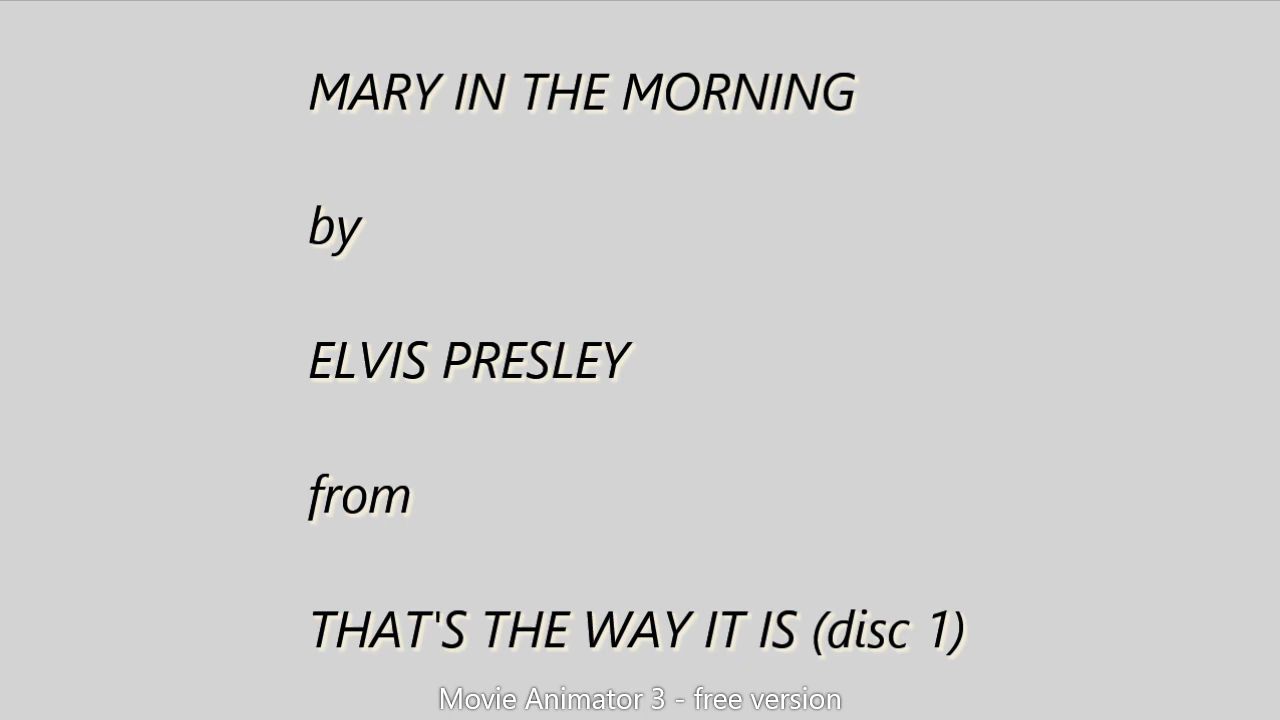 MARY IN THE MORNING
by
ELVIS PRESLEY
from
THAT'S THE WAY IT IS (disc 1)
Movie Animator 3 - free version